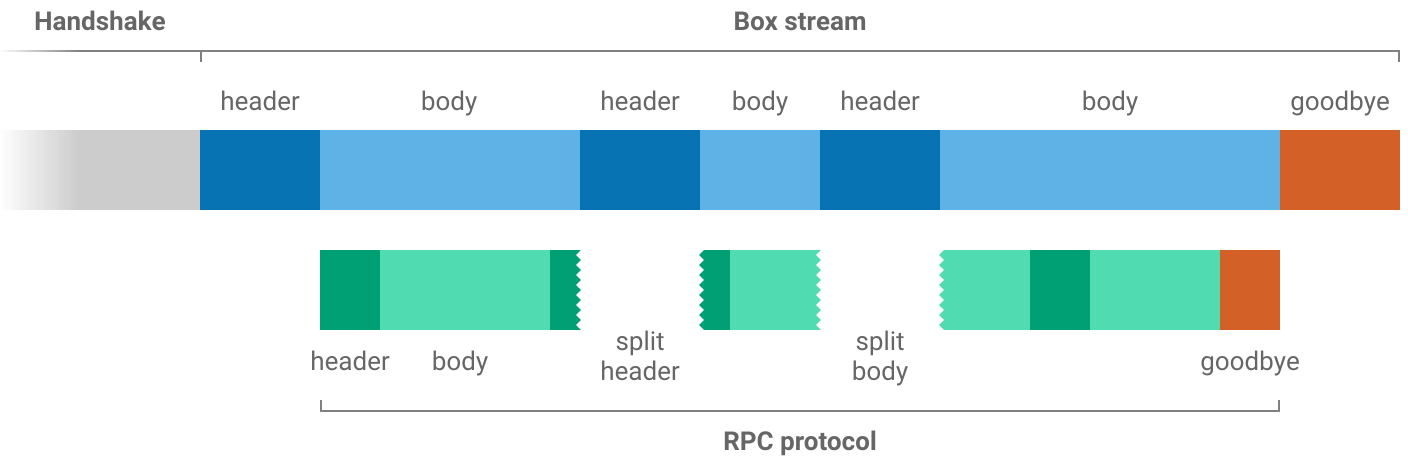 Handshake
Box stream
header
body
header
body
header
body
goodbye
header
body
split
header
split
body
goodbye
RPC protocol